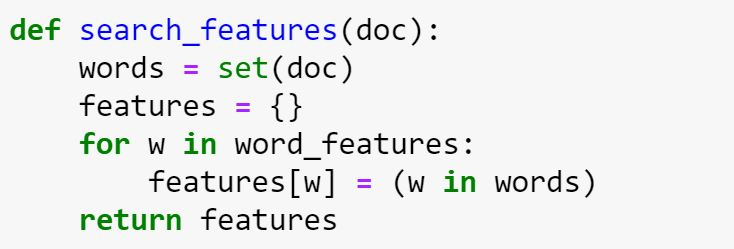 def search_features(doc):
    words = set(doc)
    features = {}
    for w in word_features:
        features[w] = (w in words)
    return features